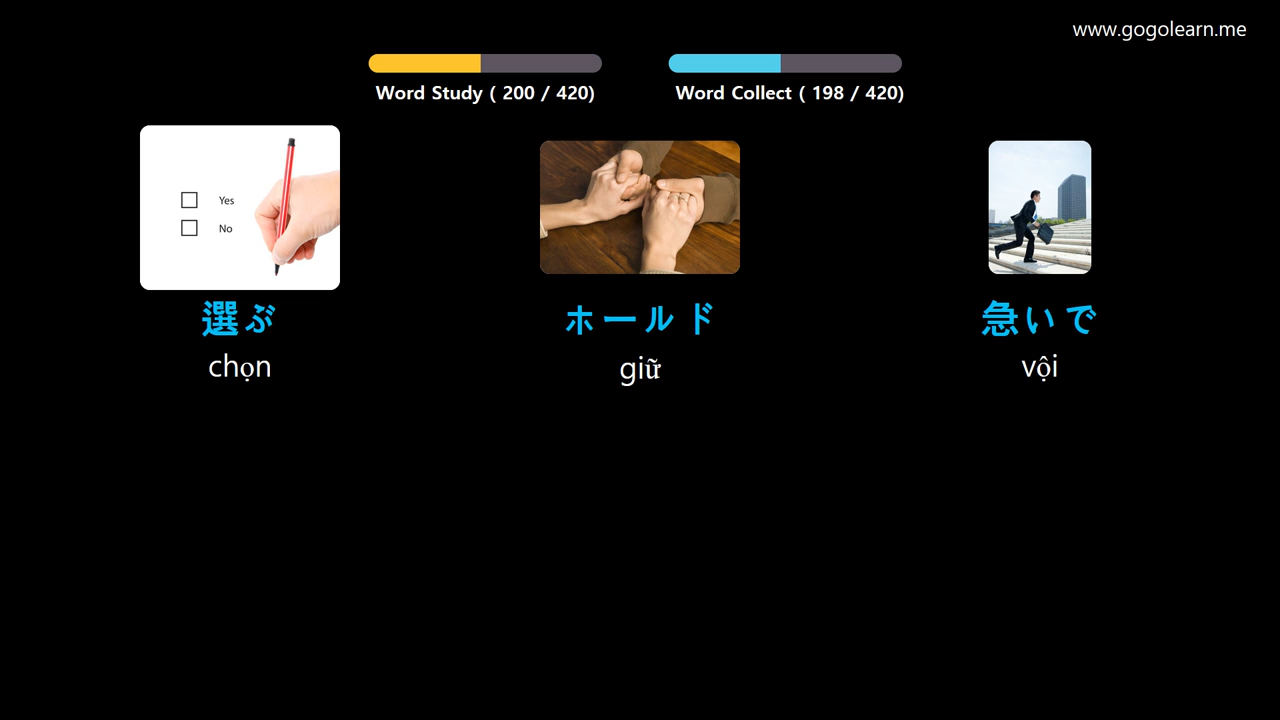 www.gogolearn.me
Word Study ( 200 / 420)
Word Collect ( 198 / 420)
Yes
No
選ぶ
ホールド
急いで
chọn
giữ
vội